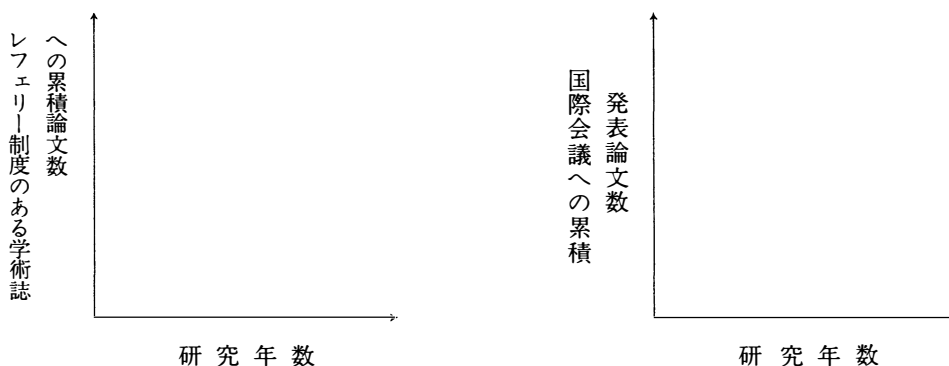 レフェリー制度のある学術誌
への累積論文数
研究年数
国際会議への累積
発表論文数
研究年数